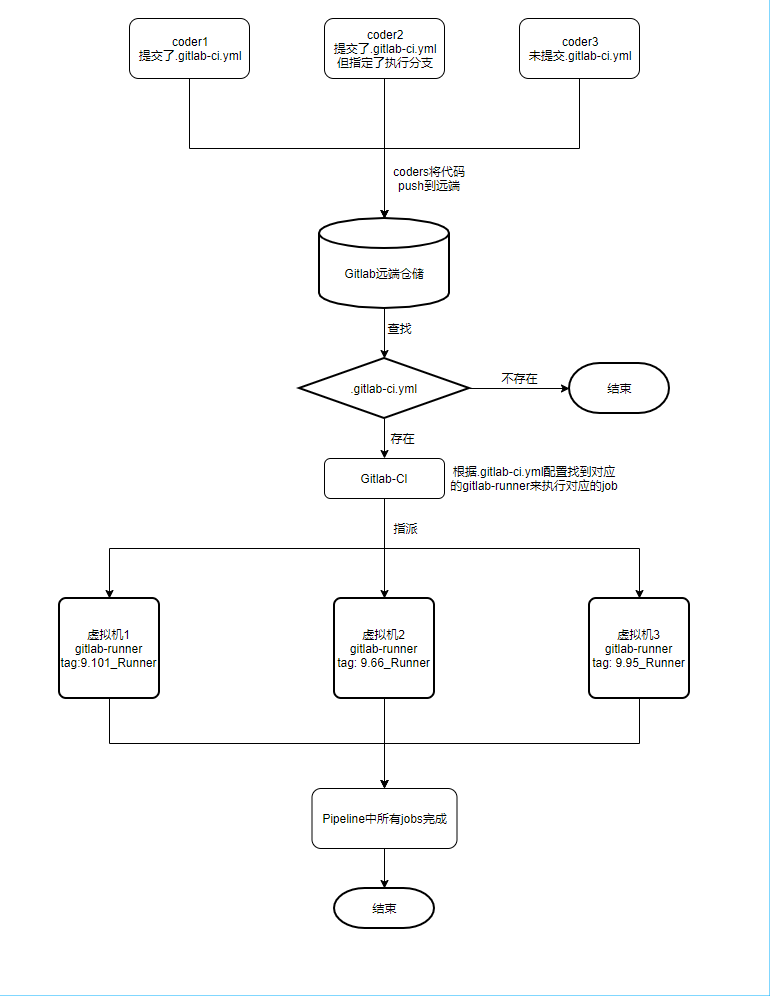 coder1
提交了.gitlab-ci.yml
coder2
提交了.gitlab-ci.yml
但指定了执行分支
coder3
未提交.gitlab-ci.yml
coders将代码
push到远端
Gitlab远端仓储
查找
.gitlab-ci.yml
不存在
结束
存在
Gitlab-CI
根据.gitlab-ci.yml配置找到对应
的gitlab-runner来执行对应的job
指派
虚拟机1
gitlab-runner
tag:9.101_Runner
虚拟机2
gitlab-runner
tag: 9.66_Runner
虚拟机3
gitlab-runner
tag: 9.95_Runner
Pipeline中所有jobs完成
结束